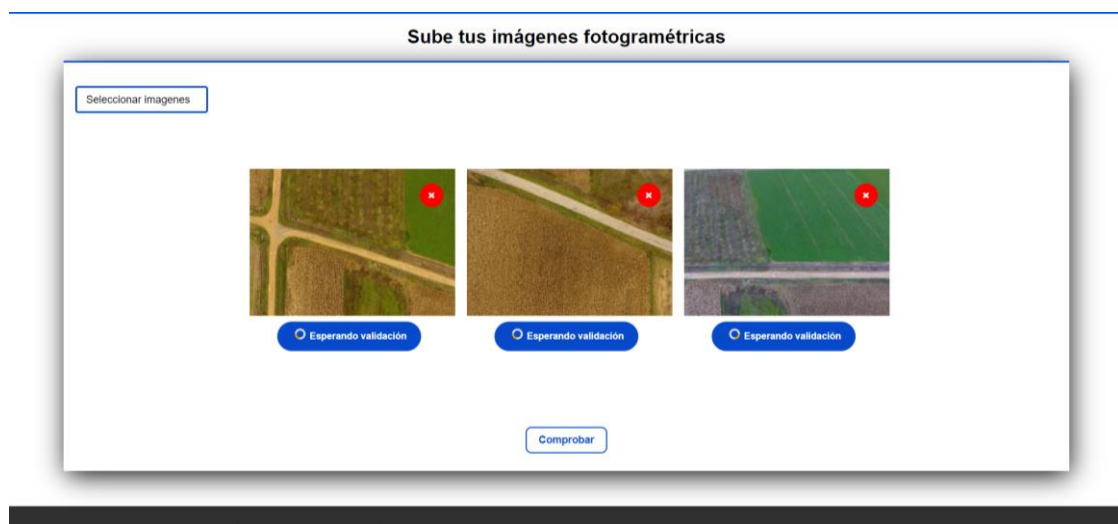 Sube tus imágenes fotogramétricas
Seleccionar imagenes
Esperando validación
Esperando validación
Esperando validación
Comprobar